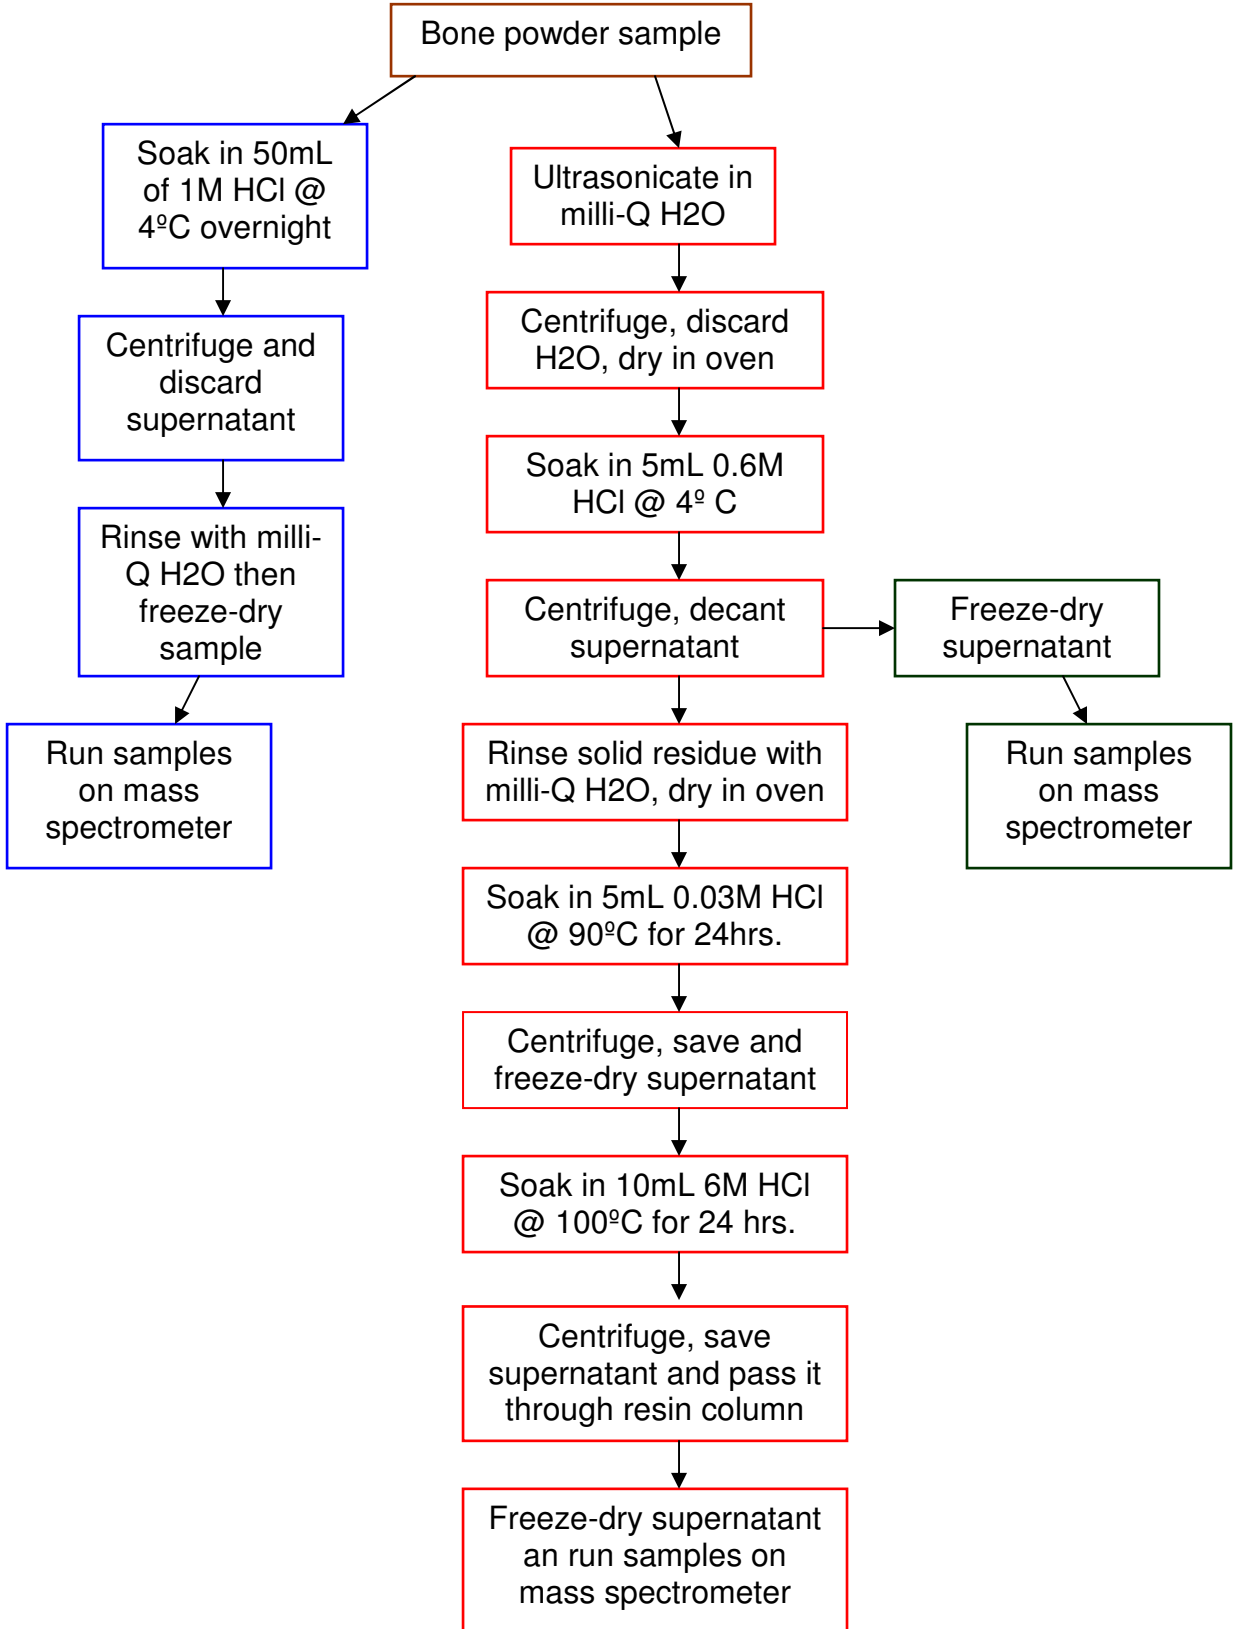 Bone powder sample
Soak in 50mL
of 1M HCl @
4ºC overnight
Centrifuge and
discard
supernatant
Rinse with milli-
Q H2O then
freeze-dry
sample
Run samples
on mass
spectrometer
Ultrasonicate in
milli-Q H2O
Centrifuge, discard
H2O, dry in oven
Soak in 5mL 0.6M
HCl @ 4º C
Centrifuge, decant
supernatant
Freeze-dry
supernatant
Run samples
on mass
spectrometer
Rinse solid residue with
milli-Q H2O, dry in oven
Soak in 5mL 0.03M HCl
@ 90ºC for 24hrs.
Centrifuge, save and
freeze-dry supernatant
Soak in 10mL 6M HCl
@ 100ºC for 24 hrs.
Centrifuge, save
supernatant and pass it
through resin column
Freeze-dry supernatant
an run samples on
mass spectrometer